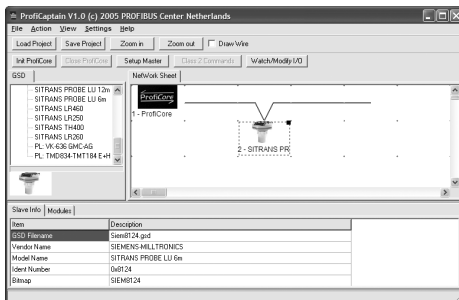 ProfiCaptain V1.0 (c) 2005 PROFIBUS Center Netherlands
File Action View Settings Help
Load Project Save Project Zoom in Zoom out Draw Wire
Init ProfiCore Close ProfiCore Setup Master Class 2 Commands Watch/Modify I/O
GSD
NetWork Sheet
SITRANS PROBE LU 12m
SITRANS PROBE LU 6m
SITRANS LR460
SITRANS LR250
SITRANS TH400
SITRANS LR260
PL: VK-636 GMC-AG
PL: TMD834-TMT184 E+H
ProfiCore
1 - ProfiCore
2 - SITRANS PR
Slave Info Modules
Item Description
GSD Filename Siem8124.gsd
Vendor Name SIEMENS-MILLTRONICS
Model Name SITRANS PROBE LU 6m
Ident Number 0x8124
Bitmap SIEM8124